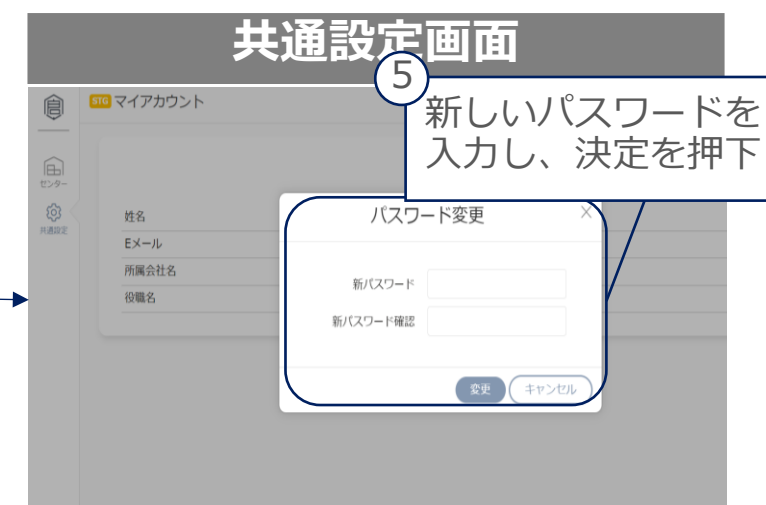 共通設定画面
5
新しいパスワードを
入力し、決定を押下
STG マイアカウント
センター
共通設定
姓名
Eメール
所属会社名
役職名
パスワード変更
新パスワード
新パスワード確認
変更
キャンセル